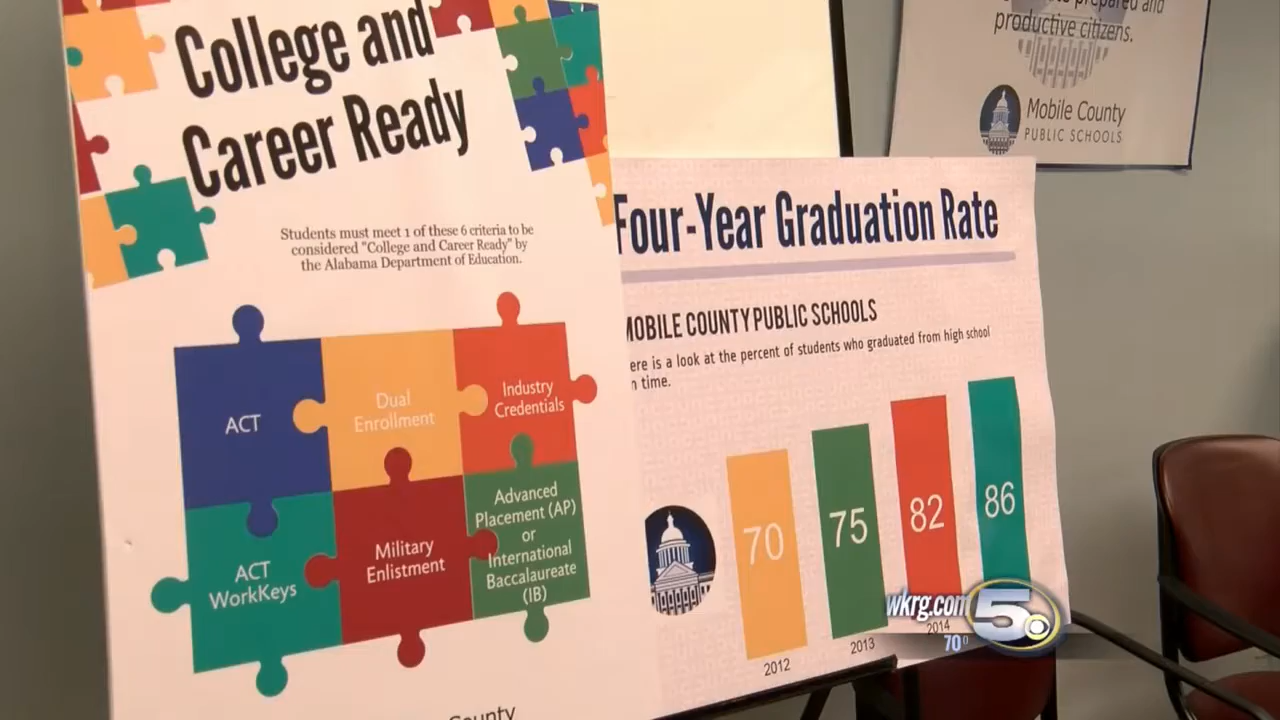 College and
Career Ready
Students must meet 1 of these 6 criteria to be
considered "College and Career Ready" by
the Alabama Department of Education.
ACT
Dual
Enrollment
Industry
Credentials
ACT
WorkKeys
Military
Enlistment
Advanced
Placement (AP)
or
International
Baccalaureate
(IB)
County
Four-Year Graduation Rate
MOBILE COUNTY PUBLIC SCHOOLS
ere is a look at the percent of students who graduated from high school
n time.
70
75
82
86
2012
2013
2014
prepared and
productive citizens.
Mobile County
PUBLIC SCHOOLS
wkrg.com 5
70°